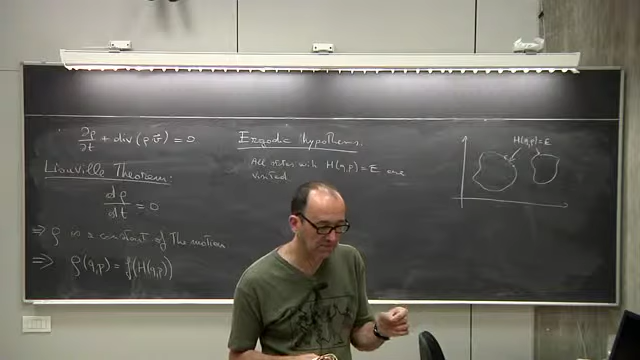 ∂ρ/∂t + div(ρ v⃗) = 0
Liouville Theorem:
dρ/dt = 0
⇒ ρ is a constant of the motion
⇒ ρ(q,p) = f(H(q,p))
Ergodic hypothesis.
All states with H(q,p) = E are
visited
H(q,p)=E